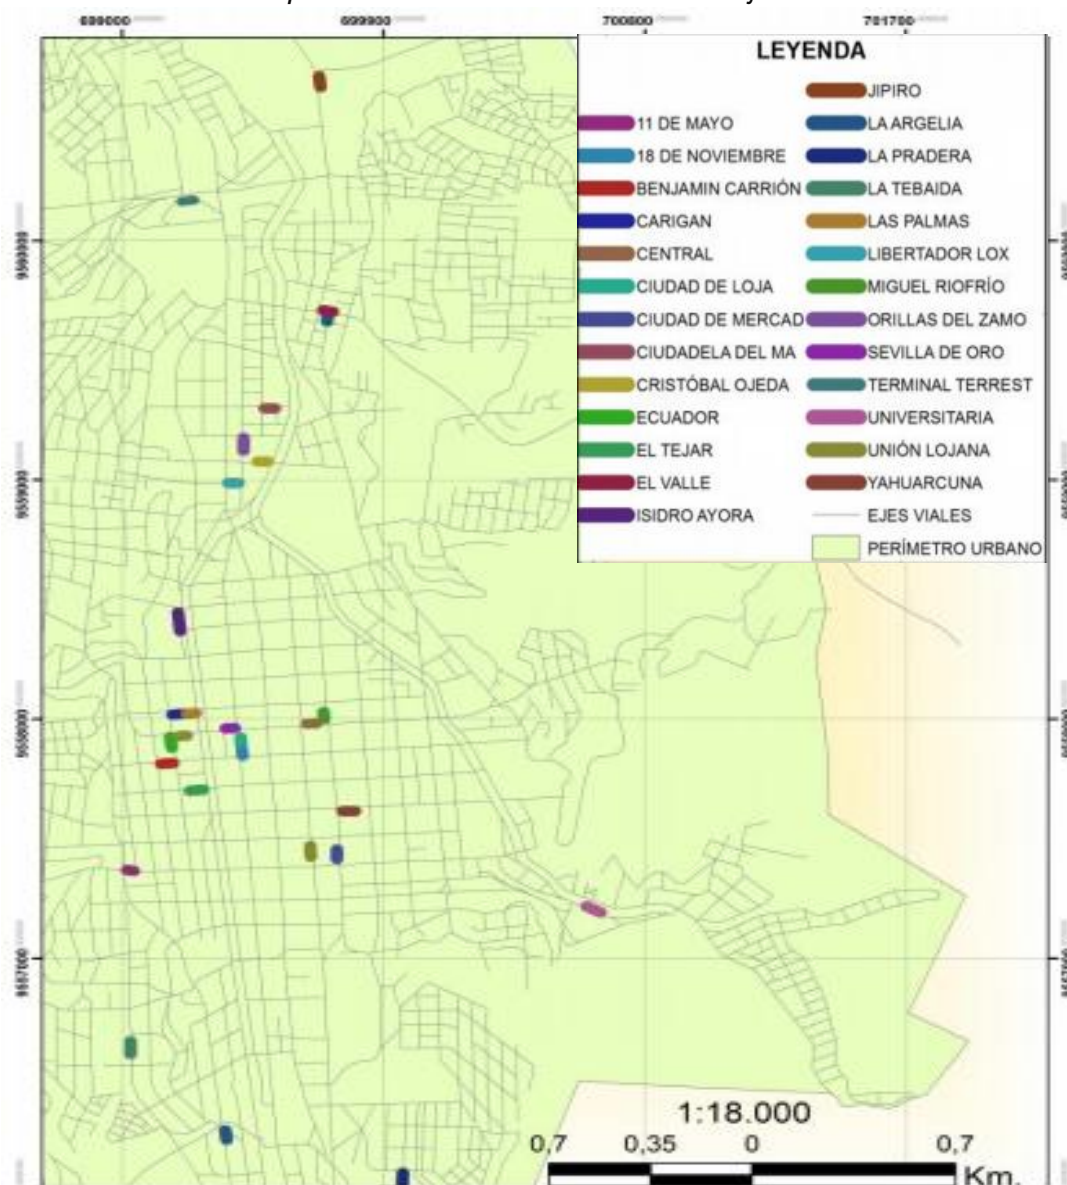 699000 699900 700800 701700
LEYENDA
JIPIRO
11 DE MAYO LA ARGELIA
18 DE NOVIEMBRE LA PRADERA
BENJAMIN CARRIÓN LA TEBAIDA
CARIGAN LAS PALMAS
CENTRAL LIBERTADOR LOX
CIUDAD DE LOJA MIGUEL RIOFRÍO
CIUDAD DE MERCAD ORILLAS DEL ZAMO
CIUDADELA DEL MA SEVILLA DE ORO
CRISTÓBAL OJEDA TERMINAL TERREST
ECUADOR UNIVERSITARIA
EL TEJAR UNIÓN LOJANA
EL VALLE YAHUARCUNA
ISIDRO AYORA EJES VIALES
PERÍMETRO URBANO
9559000
9558000
9557000
1:18.000
0,7 0,35 0 0,7
Km.